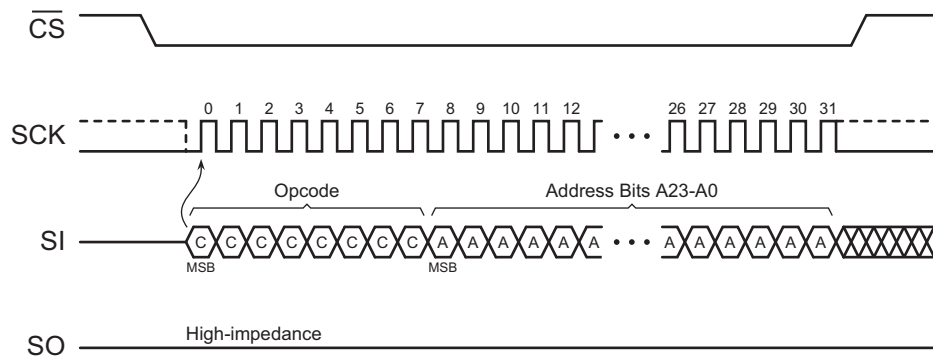 C̅S̅
SCK
0 1 2 3 4 5 6 7 8 9 10 11 12 ••• 26 27 28 29 30 31
Opcode Address Bits A23-A0
SI
C C C C C C C C A A A A A A ••• A A A A A A
MSB MSB
High-impedance
SO